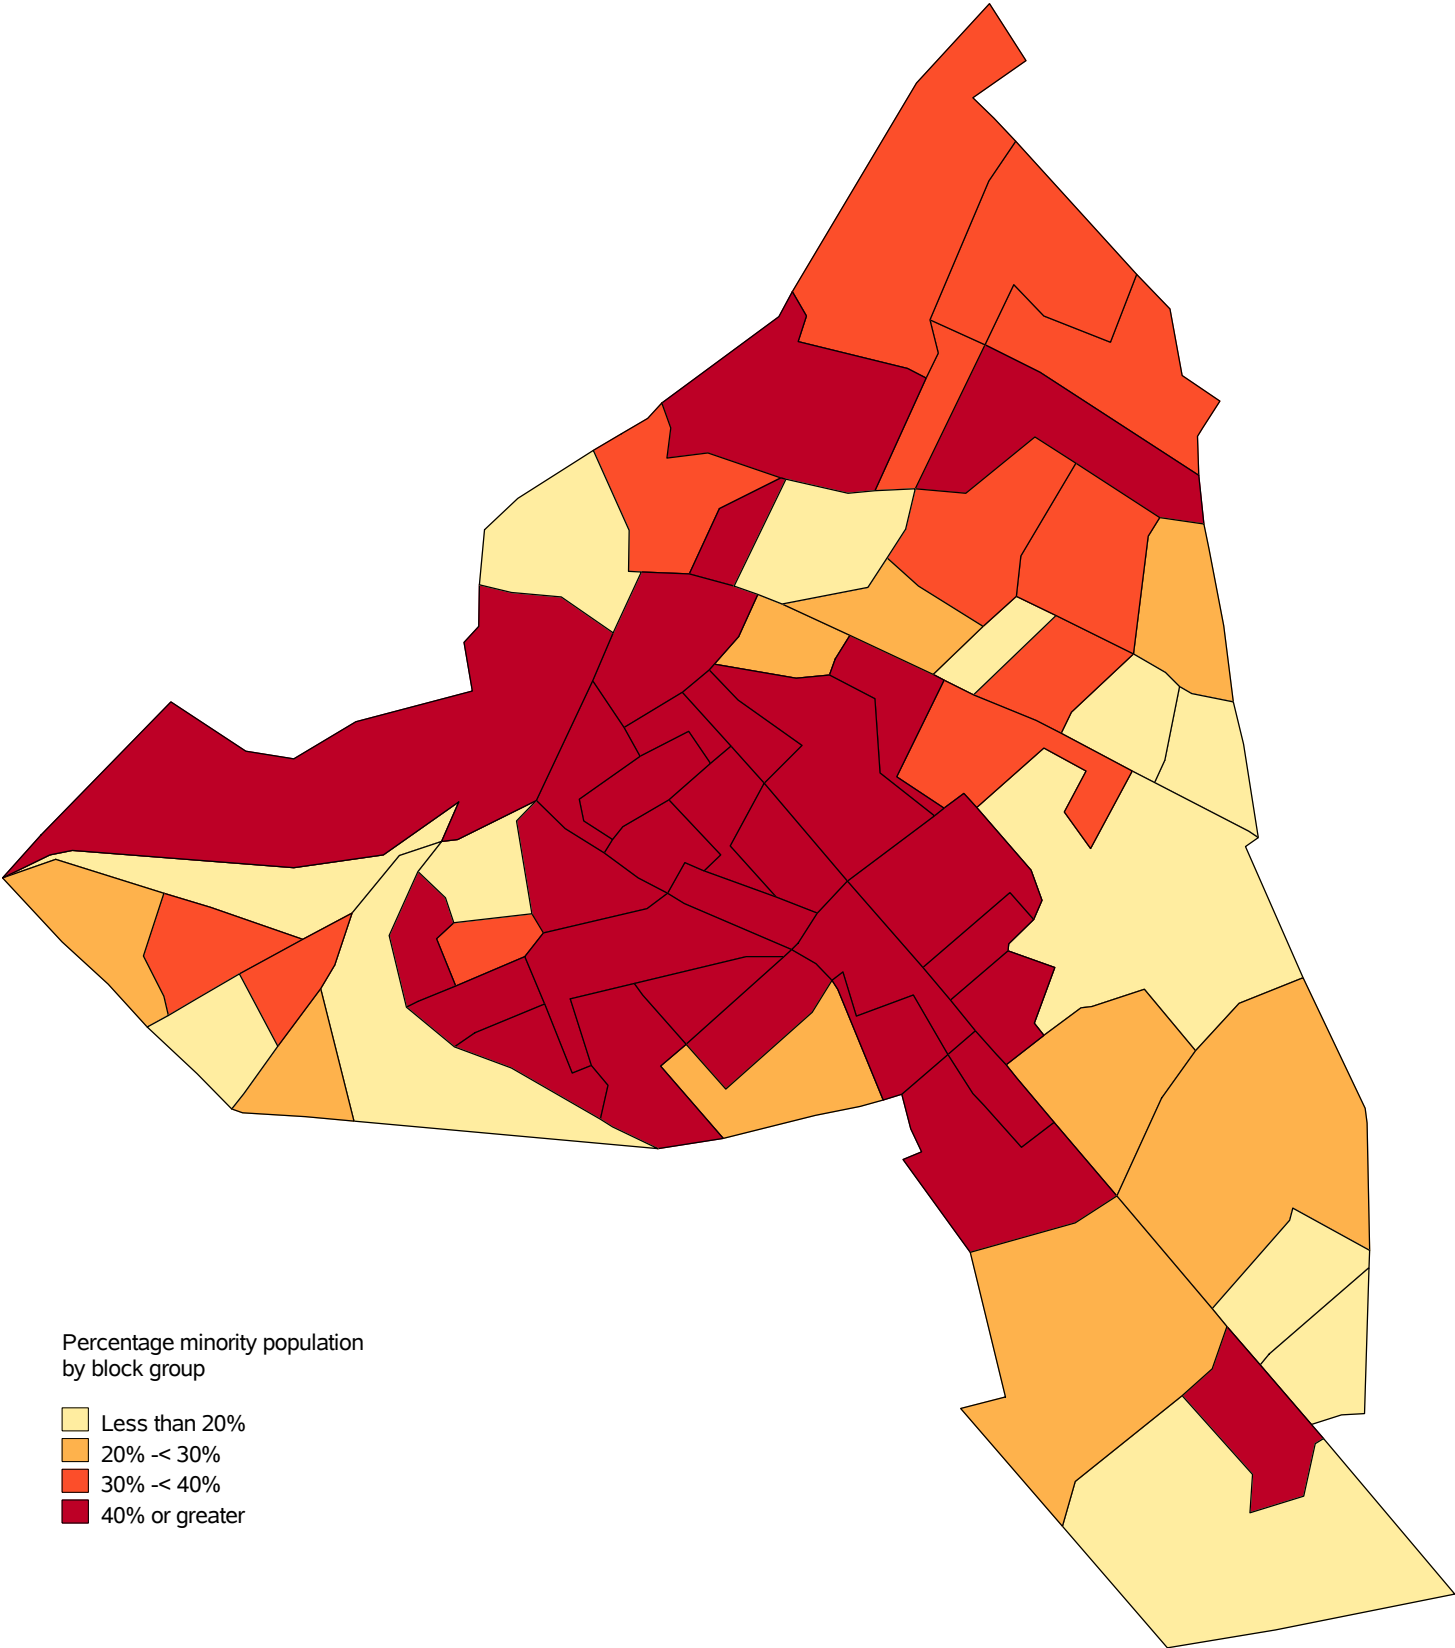 Percentage minority population
by block group
Less than 20%
20% -< 30%
30% -< 40%
40% or greater